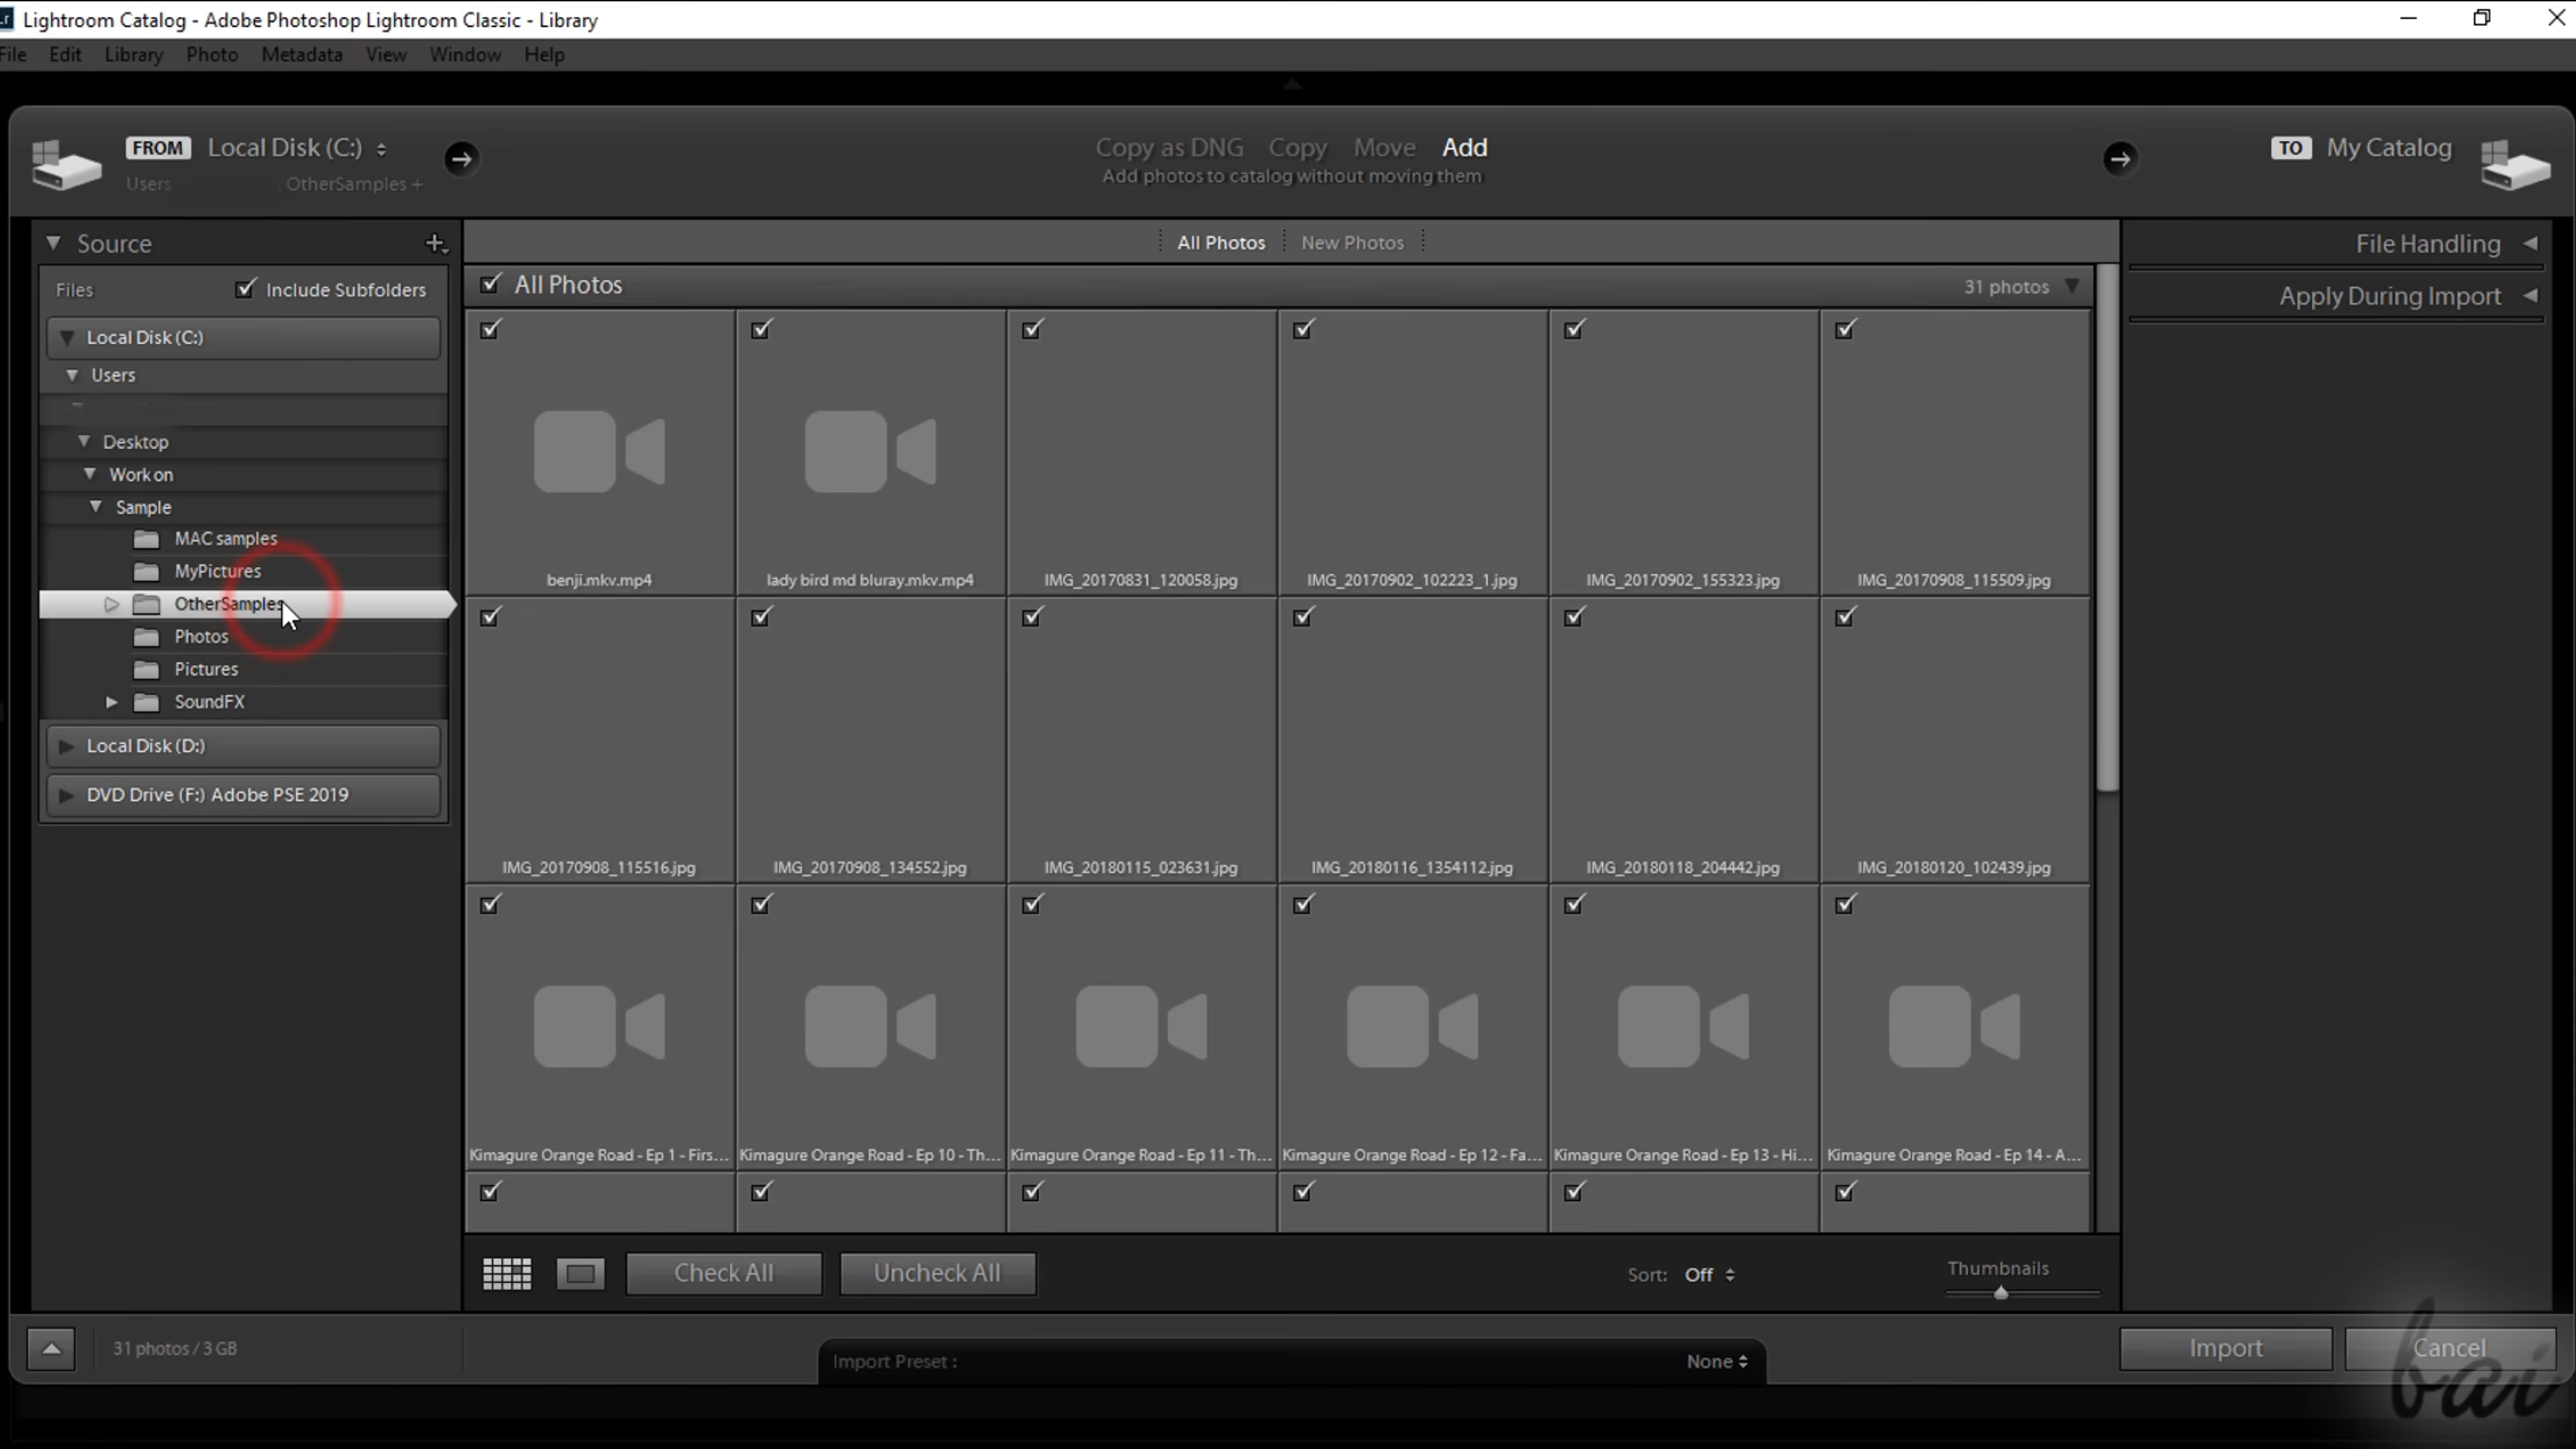 Lightroom Catalog - Adobe Photoshop Lightroom Classic - Library
File Edit Library Photo Metadata View Window Help
FROM Local Disk (C:)
Users OtherSamples +
Copy as DNG Copy Move Add
Add photos to catalog without moving them
TO My Catalog
Source
Files Include Subfolders
Local Disk (C:)
Users
Desktop
Work on
Sample
MAC samples
MyPictures
OtherSamples
Photos
Pictures
SoundFX
Local Disk (D:)
DVD Drive (F:) Adobe PSE 2019
All Photos New Photos
All Photos 31 photos
benji.mkv.mp4 lady bird md bluray.mkv.mp4 IMG_20170831_120058.jpg IMG_20170902_102223_1.jpg IMG_20170902_155323.jpg IMG_20170908_115509.jpg
IMG_20170908_115516.jpg IMG_20170908_134552.jpg IMG_20180115_023631.jpg IMG_20180116_1354112.jpg IMG_20180118_204442.jpg IMG_20180120_102439.jpg
Kimagure Orange Road - Ep 1 - Firs... Kimagure Orange Road - Ep 10 - Th... Kimagure Orange Road - Ep 11 - Th... Kimagure Orange Road - Ep 12 - Fa... Kimagure Orange Road - Ep 13 - Hi... Kimagure Orange Road - Ep 14 - A...
File Handling
Apply During Import
Check All Uncheck All Sort: Off Thumbnails
31 photos / 3 GB
Import Preset : None
Import Cancel
bai